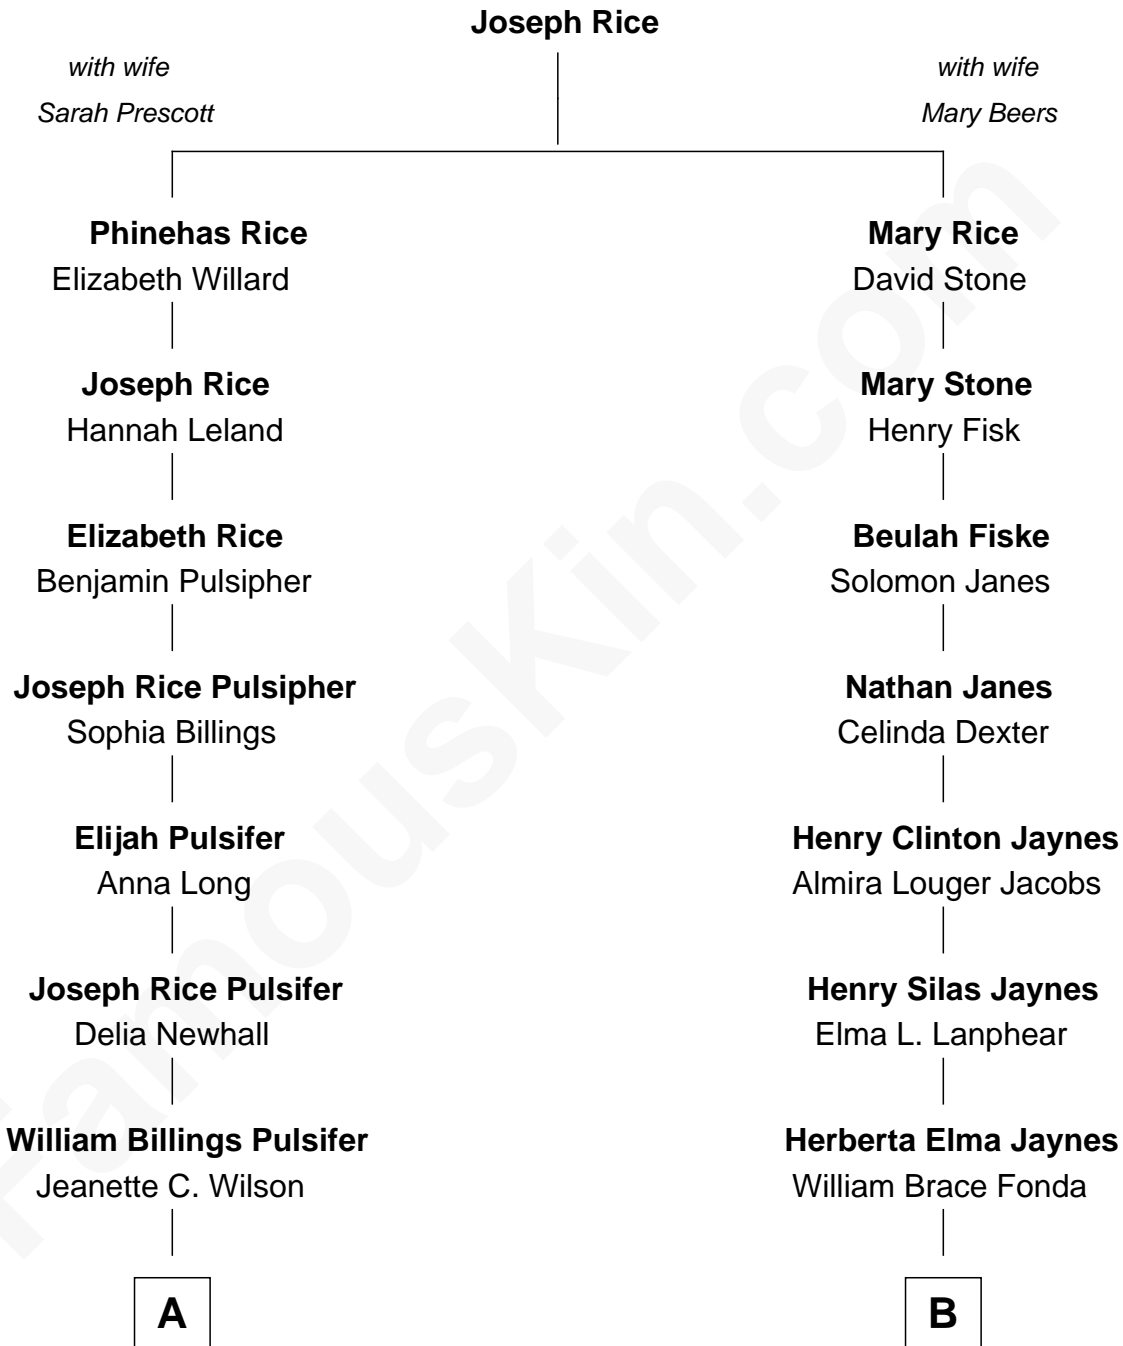 Joseph Rice
with wife
Sarah Prescott
with wife
Mary Beers
Phinehas Rice
Elizabeth Willard
Mary Rice
David Stone
Joseph Rice
Hannah Leland
Mary Stone
Henry Fisk
Elizabeth Rice
Benjamin Pulsipher
Beulah Fiske
Solomon Janes
Joseph Rice Pulsipher
Sophia Billings
Nathan Janes
Celinda Dexter
Elijah Pulsifer
Anna Long
Henry Clinton Jaynes
Almira Louger Jacobs
Joseph Rice Pulsifer
Delia Newhall
Henry Silas Jaynes
Elma L. Lanphear
William Billings Pulsifer
Jeanette C. Wilson
Herberta Elma Jaynes
William Brace Fonda
A
B
FamousKin.com